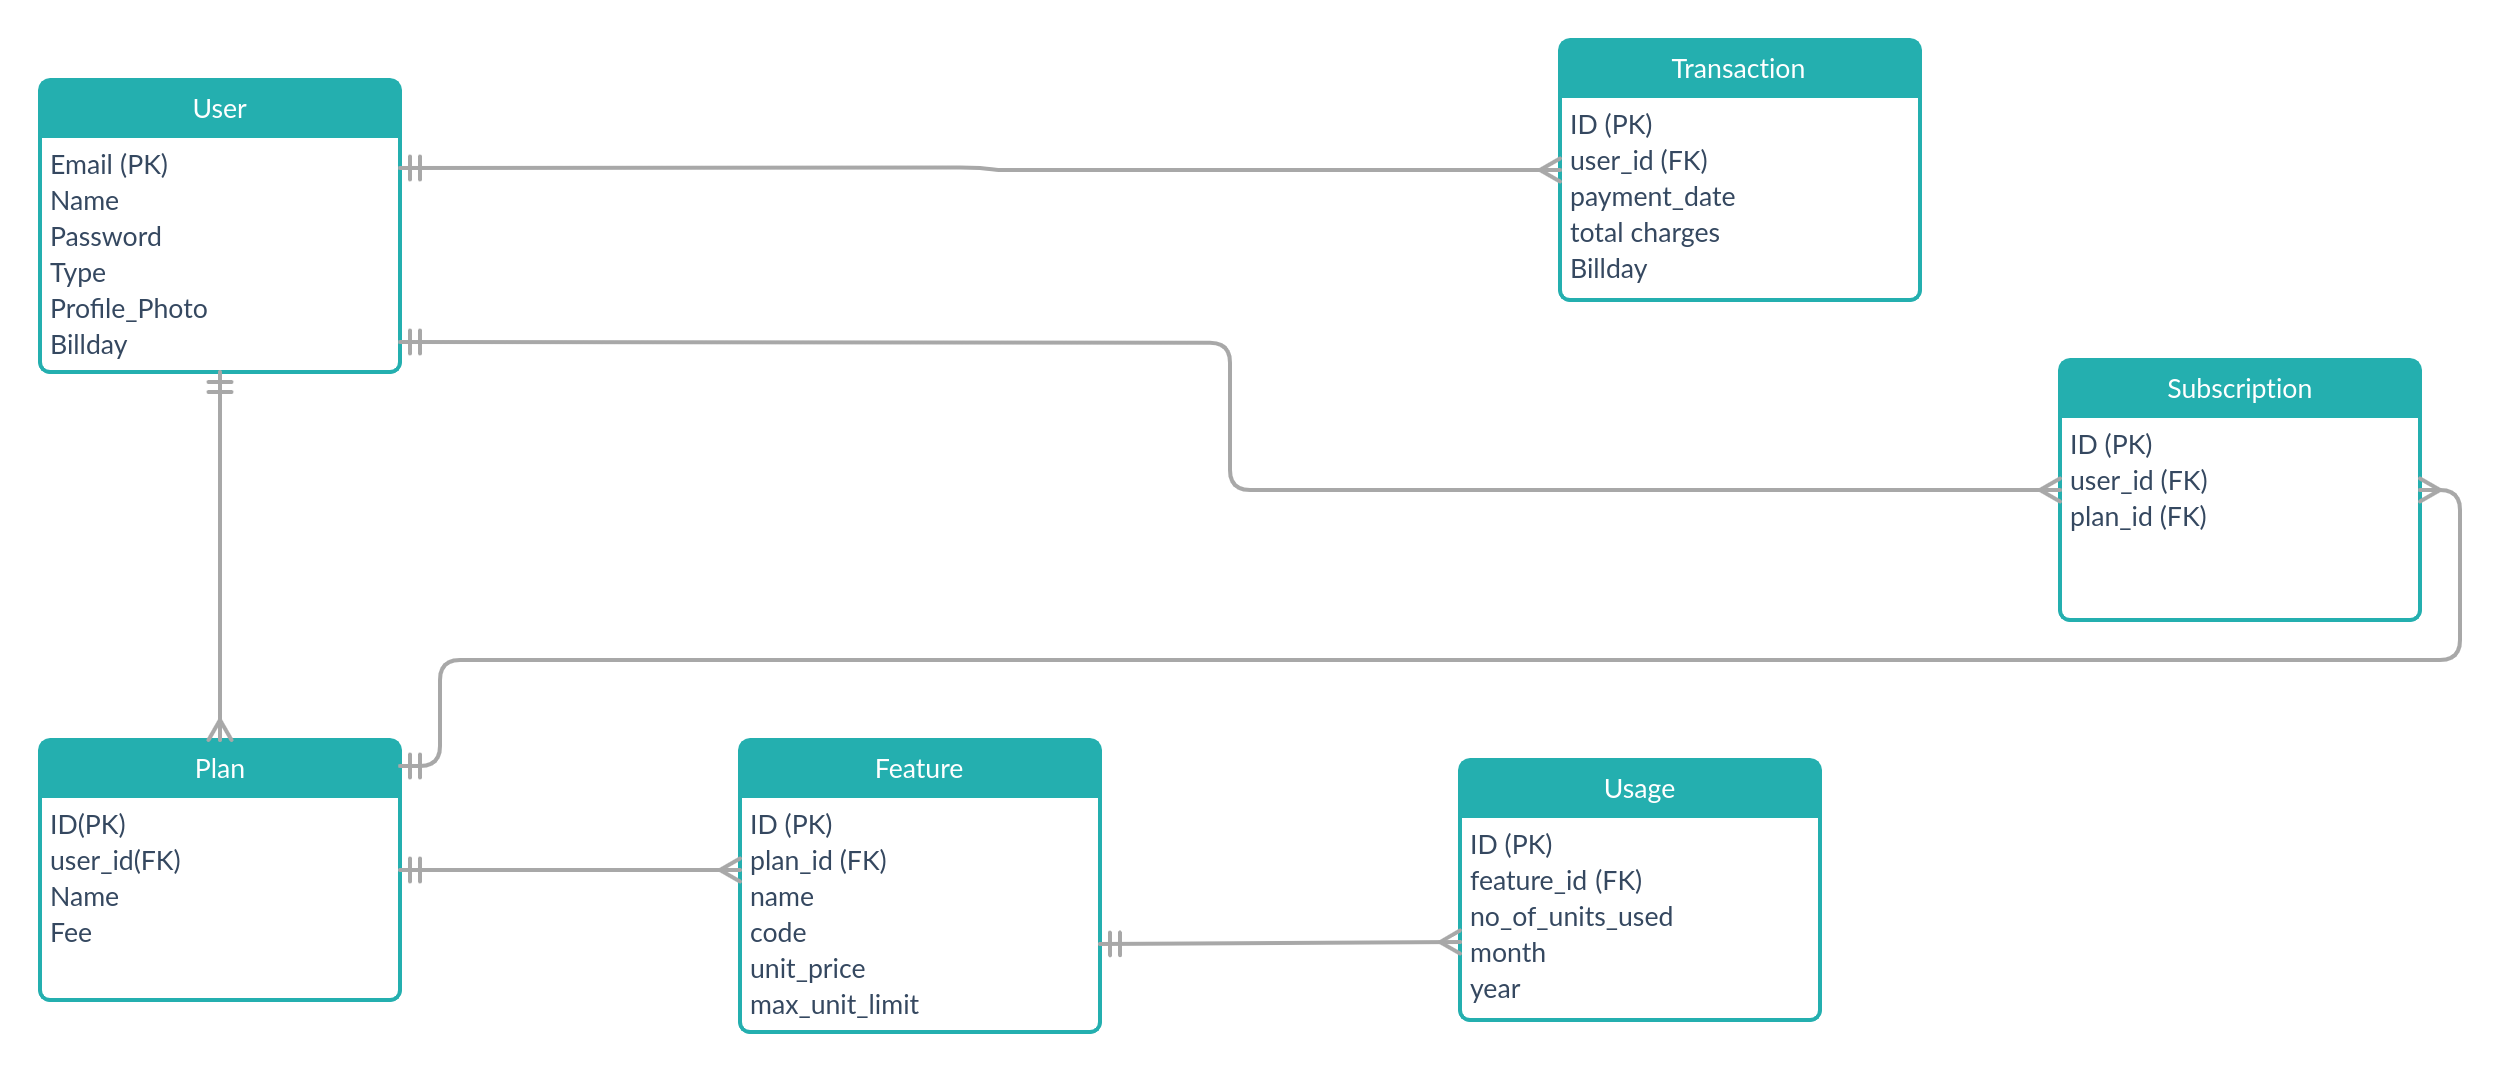 User
Email (PK)
Name
Password
Type
Profile_Photo
Billday
Transaction
ID (PK)
user_id (FK)
payment_date
total charges
Billday
Subscription
ID (PK)
user_id (FK)
plan_id (FK)
Plan
ID(PK)
user_id(FK)
Name
Fee
Feature
ID (PK)
plan_id (FK)
name
code
unit_price
max_unit_limit
Usage
ID (PK)
feature_id (FK)
no_of_units_used
month
year